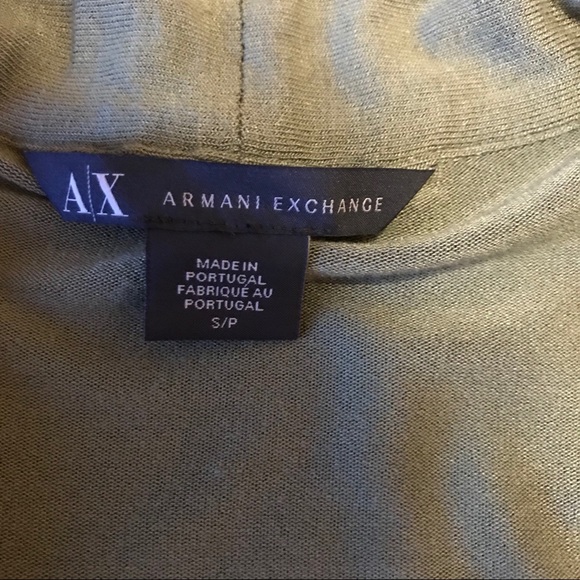 A|X ARMANI EXCHANGE
MADE IN
PORTUGAL
FABRIQUÉ AU
PORTUGAL
S/P